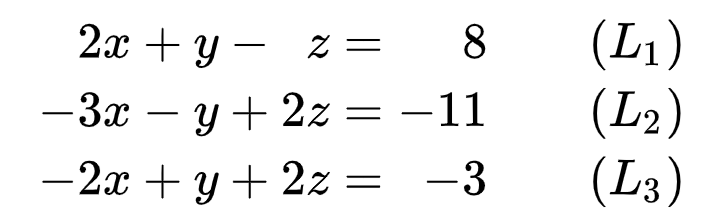 2x + y − z = 8 (L₁)
−3x − y + 2z = −11 (L₂)
−2x + y + 2z = −3 (L₃)